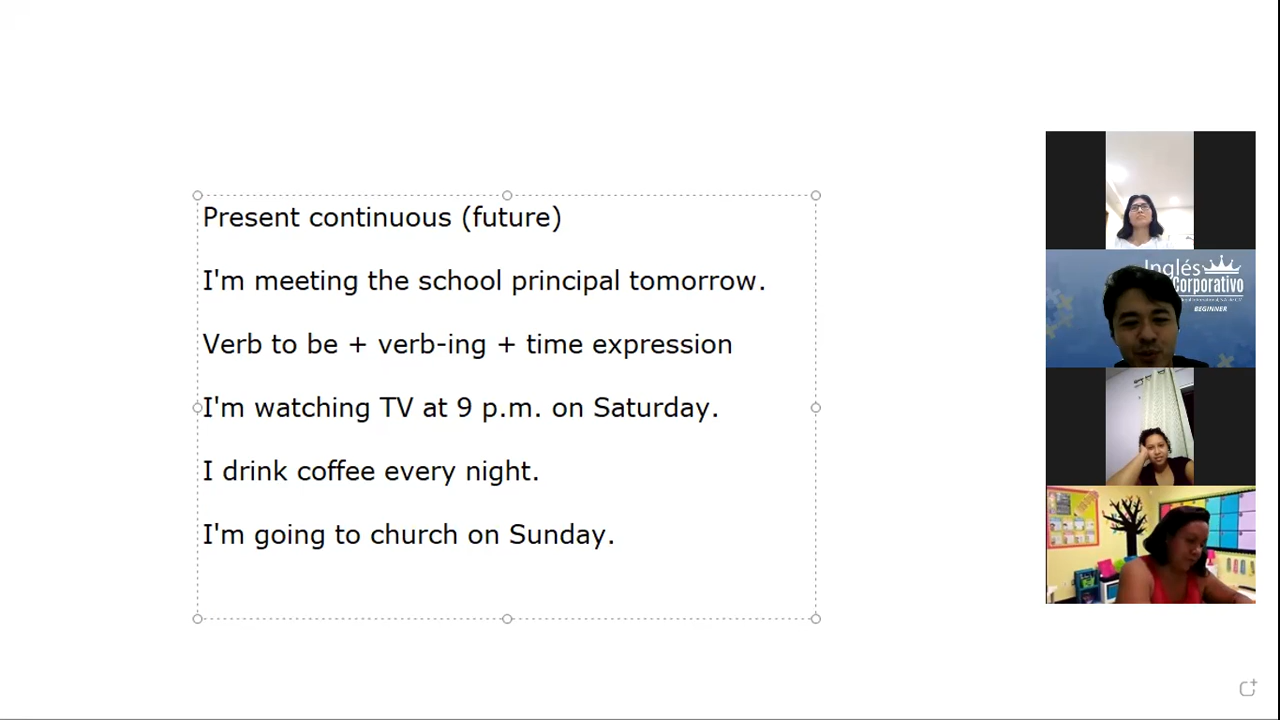 Present continuous (future)
I'm meeting the school principal tomorrow.
Verb to be + verb-ing + time expression
I'm watching TV at 9 p.m. on Saturday.
I drink coffee every night.
I'm going to church on Sunday.
Inglés
Corporativo
BEGINNER